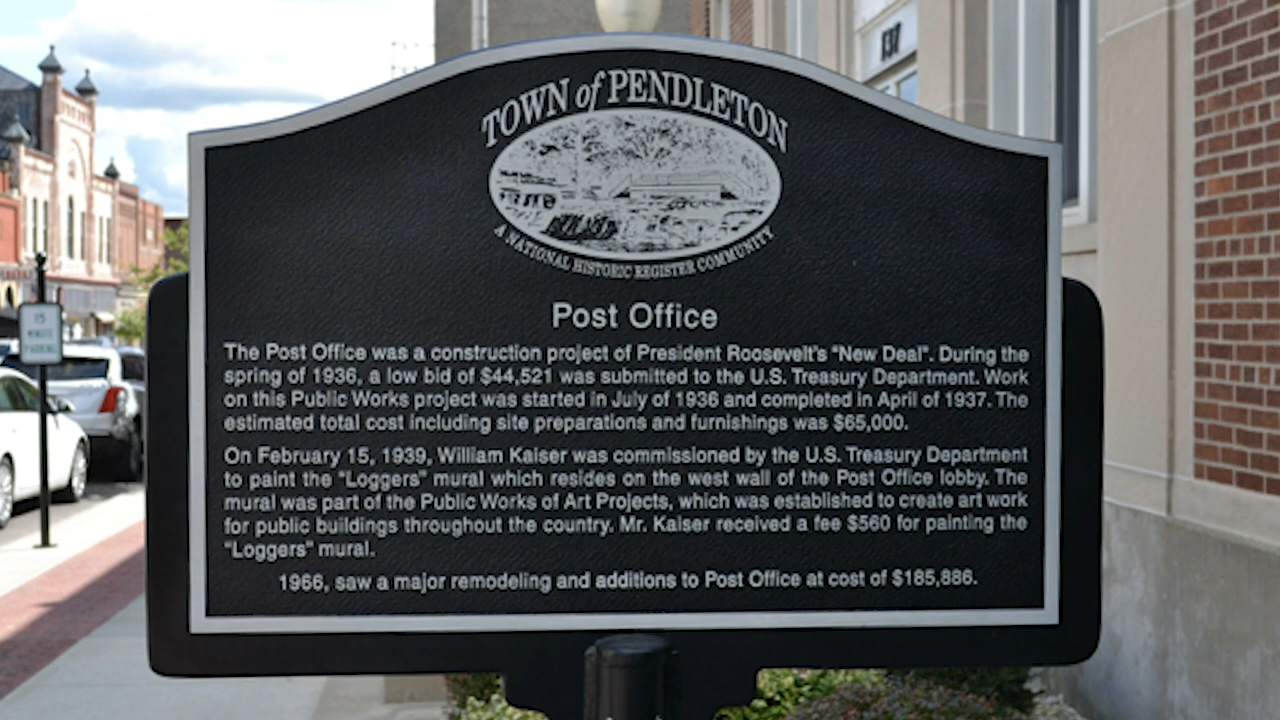 137
TOWN of PENDLETON
A NATIONAL HISTORIC REGISTER COMMUNITY
Post Office
The Post Office was a construction project of President Roosevelt's "New Deal". During the
spring of 1936, a low bid of $44,521 was submitted to the U.S. Treasury Department. Work
on this Public Works project was started in July of 1936 and completed in April of 1937. The
estimated total cost including site preparations and furnishings was $65,000.
On February 15, 1939, William Kaiser was commissioned by the U.S. Treasury Department
to paint the "Loggers" mural which resides on the west wall of the Post Office lobby. The
mural was part of the Public Works of Art Projects, which was established to create art work
for public buildings throughout the country. Mr. Kaiser received a fee $560 for painting the
"Loggers" mural.
1966, saw a major remodeling and additions to Post Office at cost of $185,886.
15
MINUTE
PARKING